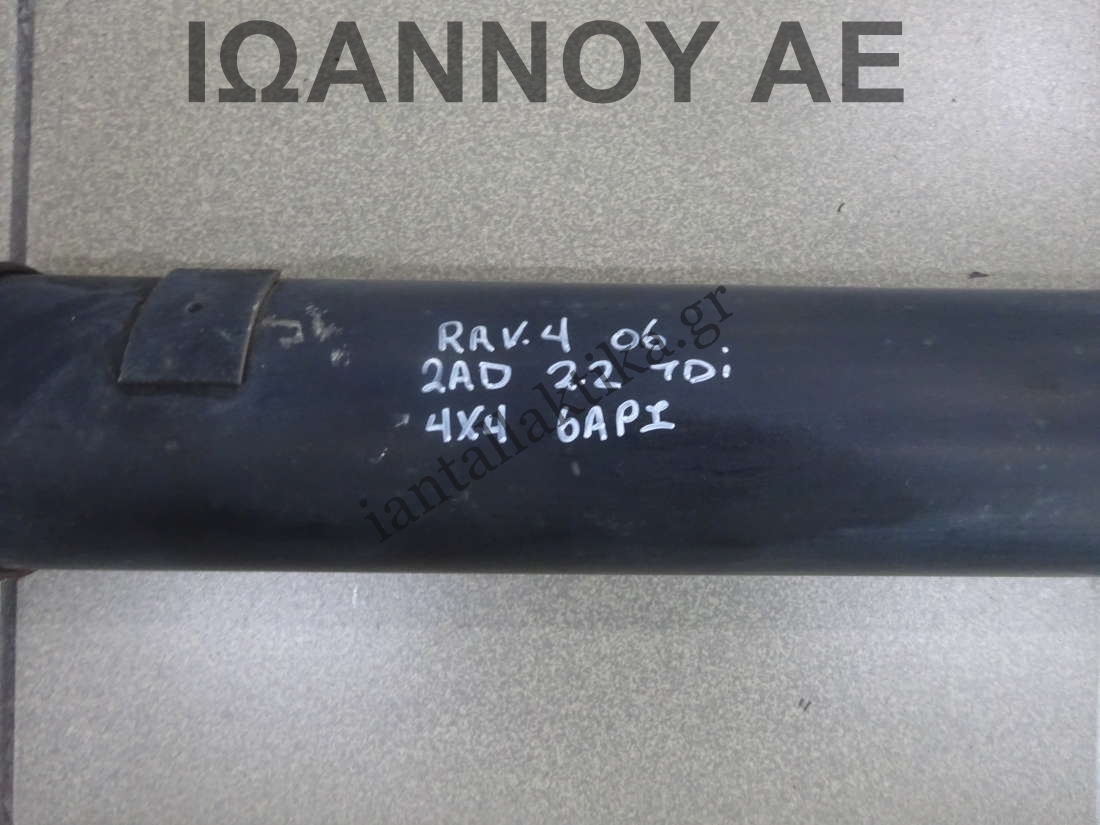 ΙΩΑΝΝΟΥ ΑΕ
RAV.4 06
2AD 2.2 TDi
4X4 6ΑΡΙ
iantallaktika.gr